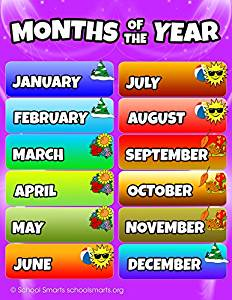 MONTHS OF THE YEAR
JANUARY
FEBRUARY
MARCH
APRIL
MAY
JUNE
JULY
AUGUST
SEPTEMBER
OCTOBER
NOVEMBER
DECEMBER
© School Smarts schoolsmarts.org